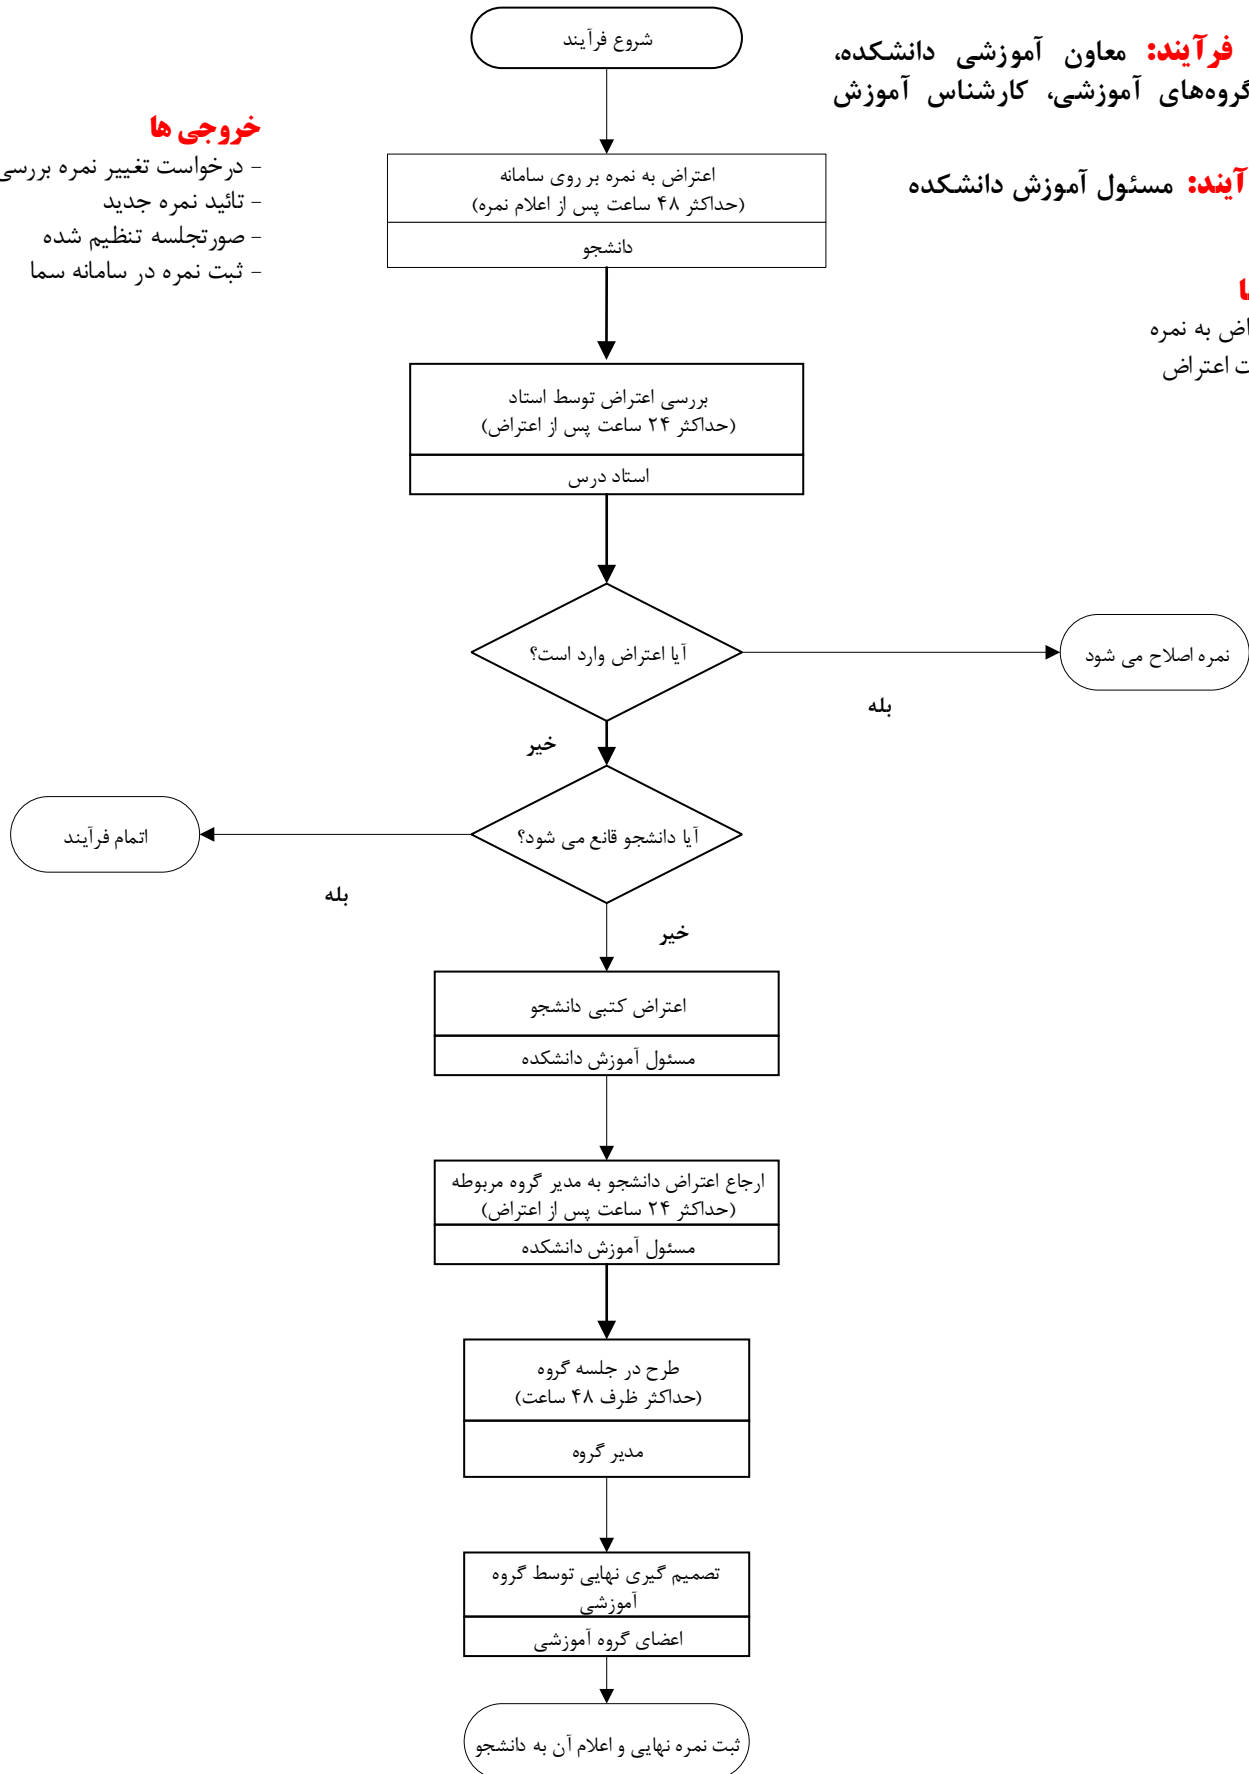 شروع فرآیند
فرآیند: معاون آموزشی دانشکده،
گروه‌های آموزشی، کارشناس آموزش
آیند: مسئول آموزش دانشکده
ها
اض به نمره
ت اعتراض
خروجی ها
- درخواست تغییر نمره بررسی
- تائید نمره جدید
- صورتجلسه تنظیم شده
- ثبت نمره در سامانه سما
اعتراض به نمره بر روی سامانه
(حداکثر ۴۸ ساعت پس از اعلام نمره)
دانشجو
بررسی اعتراض توسط استاد
(حداکثر ۲۴ ساعت پس از اعتراض)
استاد درس
آیا اعتراض وارد است؟
نمره اصلاح می شود
بله
خیر
آیا دانشجو قانع می شود؟
اتمام فرآیند
بله
خیر
اعتراض کتبی دانشجو
مسئول آموزش دانشکده
ارجاع اعتراض دانشجو به مدیر گروه مربوطه
(حداکثر ۲۴ ساعت پس از اعتراض)
مسئول آموزش دانشکده
طرح در جلسه گروه
(حداکثر ظرف ۴۸ ساعت)
مدیر گروه
تصمیم گیری نهایی توسط گروه
آموزشی
اعضای گروه آموزشی
ثبت نمره نهایی و اعلام آن به دانشجو